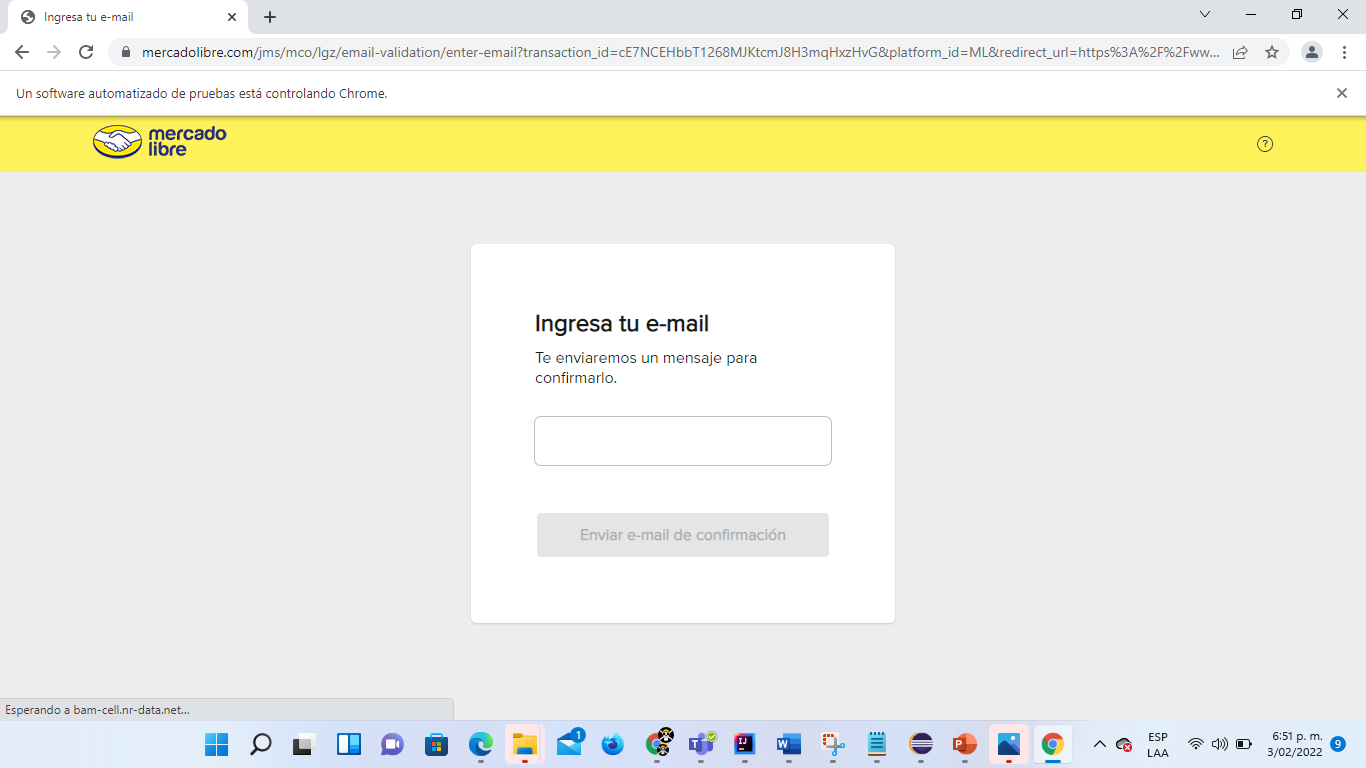 Ingresa tu e-mail
mercadolibre.com/jms/mco/lgz/email-validation/enter-email?transaction_id=cE7NCEHbbT1268MJKtcmJ8H3mqHxzHvG&platform_id=ML&redirect_url=https%3A%2F%2Fww...
Un software automatizado de pruebas está controlando Chrome.
mercado
libre
?
Ingresa tu e-mail
Te enviaremos un mensaje para
confirmarlo.
Enviar e-mail de confirmación
Esperando a bam-cell.nr-data.net...
1
IJ
W
P
ESP
LAA
6:51 p. m.
3/02/2022
9